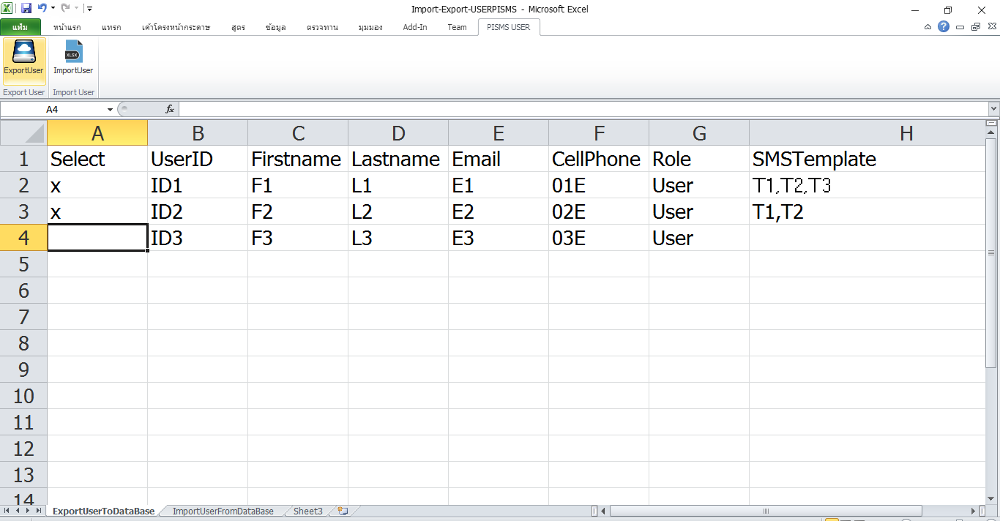 Import-Export-USERPISMS - Microsoft Excel
แฟ้ม หน้าแรก แทรก เค้าโครงหน้ากระดาษ สูตร ข้อมูล ตรวจทาน มุมมอง Add-In Team PISMS USER
ExportUser ImportUser
Export User Import User
A4 fx
A B C D E F G H
1 Select UserID Firstname Lastname Email CellPhone Role SMSTemplate
2 x ID1 F1 L1 E1 01E User T1,T2,T3
3 x ID2 F2 L2 E2 02E User T1,T2
4 ID3 F3 L3 E3 03E User
5
6
7
8
9
10
11
12
13
14
ExportUserToDataBase ImportUserFromDataBase Sheet3